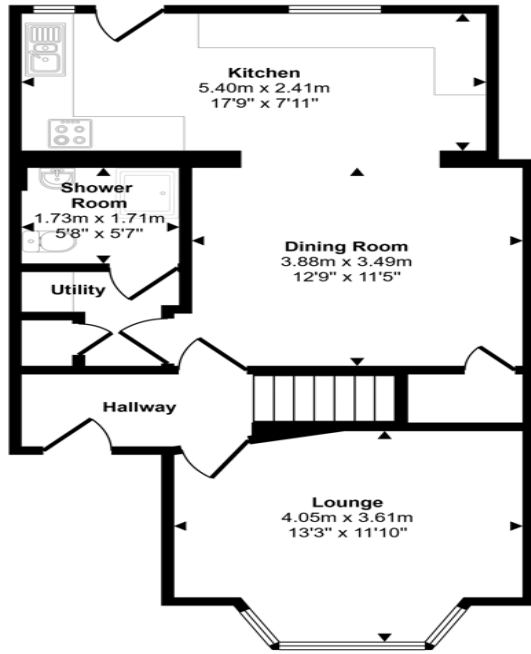 Kitchen
5.40m x 2.41m
17'9" x 7'11"
Shower
Room
1.73m x 1.71m
5'8" x 5'7"
Dining Room
3.88m x 3.49m
12'9" x 11'5"
Utility
Hallway
Lounge
4.05m x 3.61m
13'3" x 11'10"